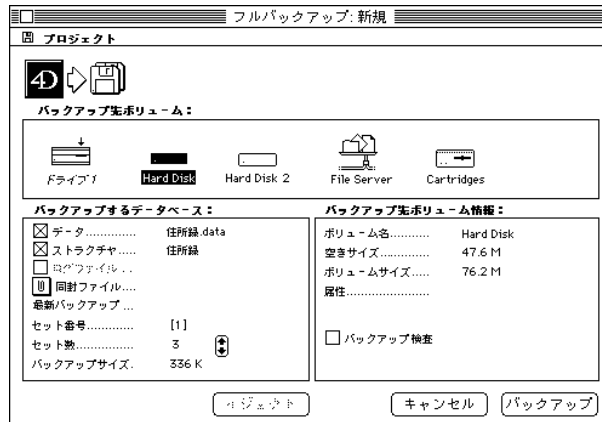 フルバックアップ:新規
プロジェクト
4D
バックアップ先ボリューム:
ドライブ1
Hard Disk
Hard Disk 2
File Server
Cartridges
バックアップするデータベース:
データ.......... 住所録.data
ストラクチャ..... 住所録
ログファイル...
同封ファイル....
最新バックアップ...
セット番号............. [1]
セット数............. 3
バックアップサイズ. 336 K
バックアップ先ボリューム情報:
ボリューム名.......... Hard Disk
空きサイズ............. 47.6 M
ボリュームサイズ..... 76.2 M
属性......................
バックアップ検査
イジェクト
キャンセル
バックアップ